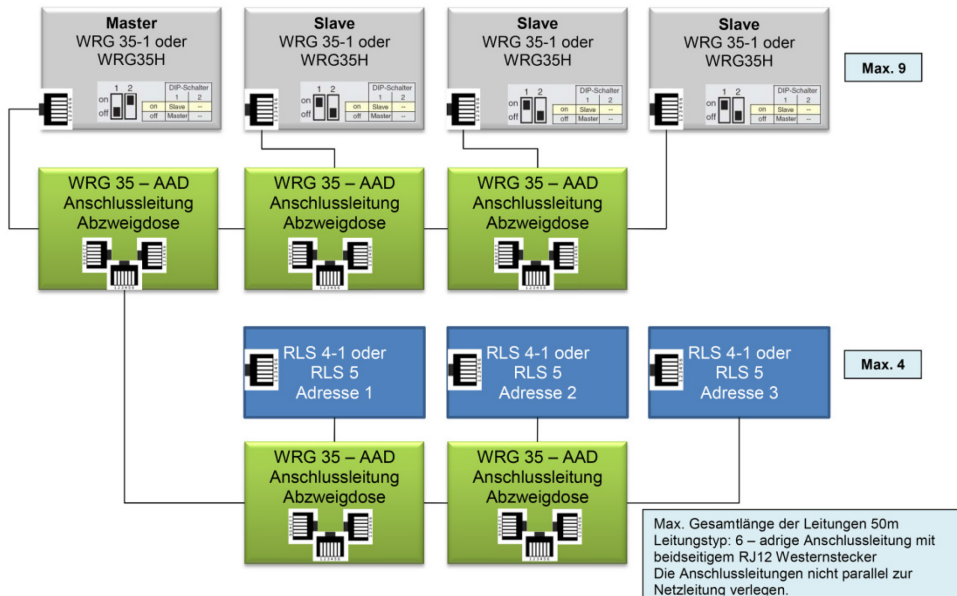 Master
WRG 35-1 oder
WRG35H
1 2
on
off
DIP-Schalter
1 2
on Slave --
off Master --
Slave
WRG 35-1 oder
WRG35H
1 2
on
off
DIP-Schalter
1 2
on Slave --
off Master --
Slave
WRG 35-1 oder
WRG35H
1 2
on
off
DIP-Schalter
1 2
on Slave --
off Master --
Slave
WRG 35-1 oder
WRG35H
1 2
on
off
DIP-Schalter
1 2
on Slave --
off Master --
Max. 9
WRG 35 – AAD
Anschlussleitung
Abzweigdose
WRG 35 – AAD
Anschlussleitung
Abzweigdose
WRG 35 – AAD
Anschlussleitung
Abzweigdose
RLS 4-1 oder
RLS 5
Adresse 1
RLS 4-1 oder
RLS 5
Adresse 2
RLS 4-1 oder
RLS 5
Adresse 3
Max. 4
WRG 35 – AAD
Anschlussleitung
Abzweigdose
WRG 35 – AAD
Anschlussleitung
Abzweigdose
Max. Gesamtlänge der Leitungen 50m
Leitungstyp: 6 – adrige Anschlussleitung mit
beidseitigem RJ12 Westernstecker
Die Anschlussleitungen nicht parallel zur
Netzleitung verlegen.